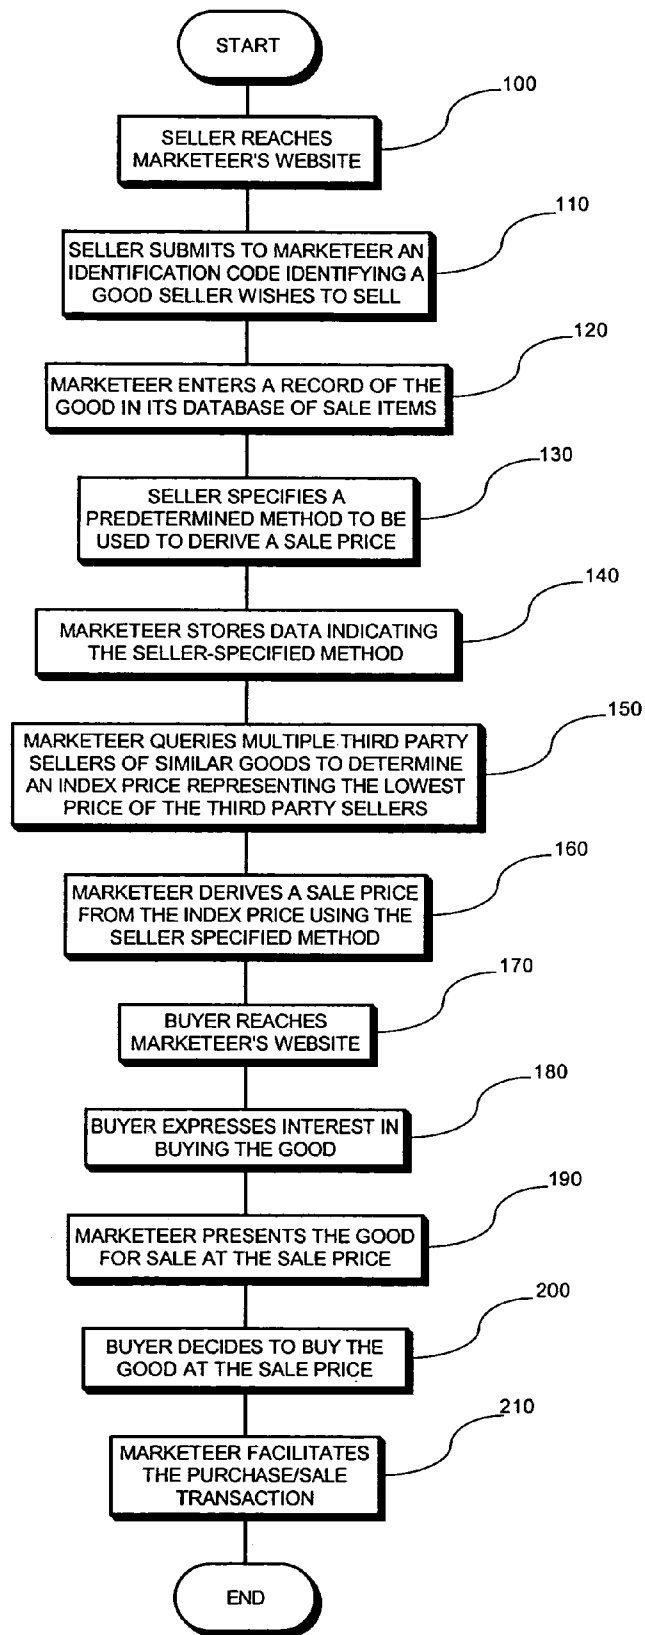 START
100
SELLER REACHES
MARKETEER'S WEBSITE
110
SELLER SUBMITS TO MARKETEER AN
IDENTIFICATION CODE IDENTIFYING A
GOOD SELLER WISHES TO SELL
120
MARKETEER ENTERS A RECORD OF THE
GOOD IN ITS DATABASE OF SALE ITEMS
130
SELLER SPECIFIES A
PREDETERMINED METHOD TO BE
USED TO DERIVE A SALE PRICE
140
MARKETEER STORES DATA INDICATING
THE SELLER-SPECIFIED METHOD
150
MARKETEER QUERIES MULTIPLE THIRD PARTY
SELLERS OF SIMILAR GOODS TO DETERMINE
AN INDEX PRICE REPRESENTING THE LOWEST
PRICE OF THE THIRD PARTY SELLERS
160
MARKETEER DERIVES A SALE PRICE
FROM THE INDEX PRICE USING THE
SELLER SPECIFIED METHOD
170
BUYER REACHES
MARKETEER'S WEBSITE
180
BUYER EXPRESSES INTEREST IN
BUYING THE GOOD
190
MARKETEER PRESENTS THE GOOD
FOR SALE AT THE SALE PRICE
200
BUYER DECIDES TO BUY THE
GOOD AT THE SALE PRICE
210
MARKETEER FACILITATES
THE PURCHASE/SALE
TRANSACTION
END